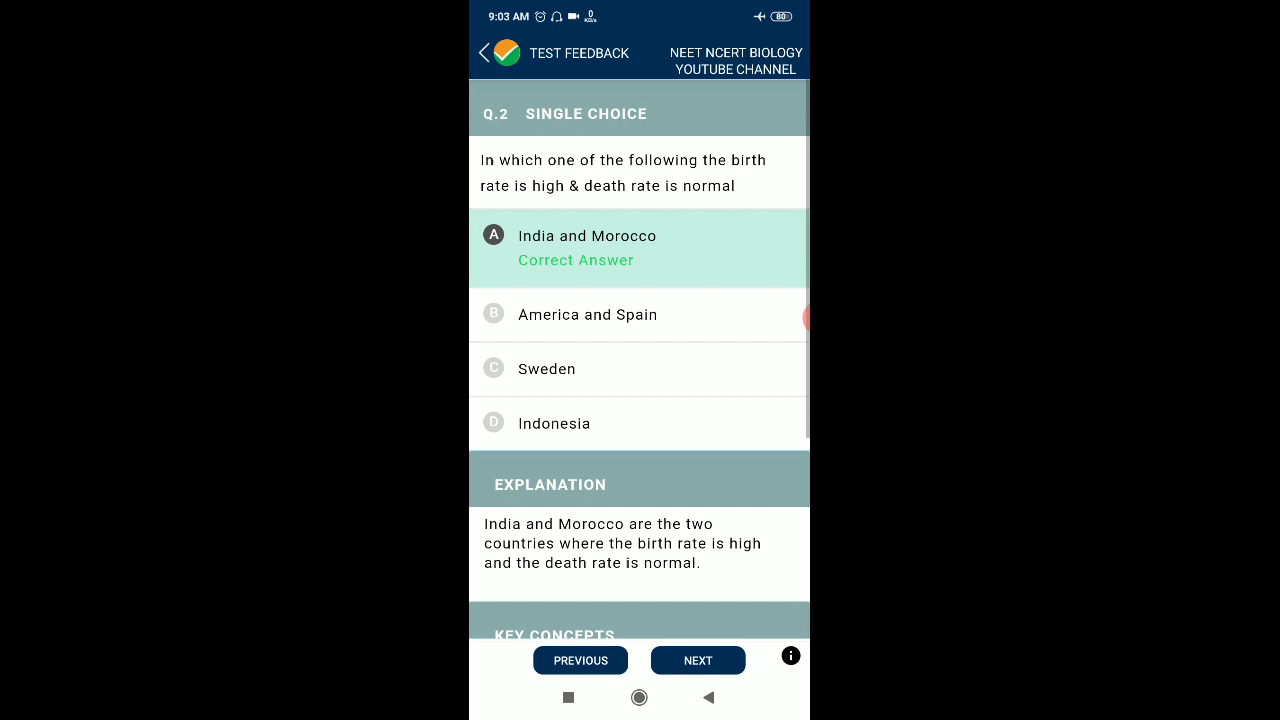 9:03 AM 0 KB/s 80
TEST FEEDBACK
NEET NCERT BIOLOGY
YOUTUBE CHANNEL
Q.2 SINGLE CHOICE
In which one of the following the birth
rate is high & death rate is normal
A India and Morocco
Correct Answer
B America and Spain
C Sweden
D Indonesia
EXPLANATION
India and Morocco are the two
countries where the birth rate is high
and the death rate is normal.
KEY CONCEPTS
PREVIOUS NEXT